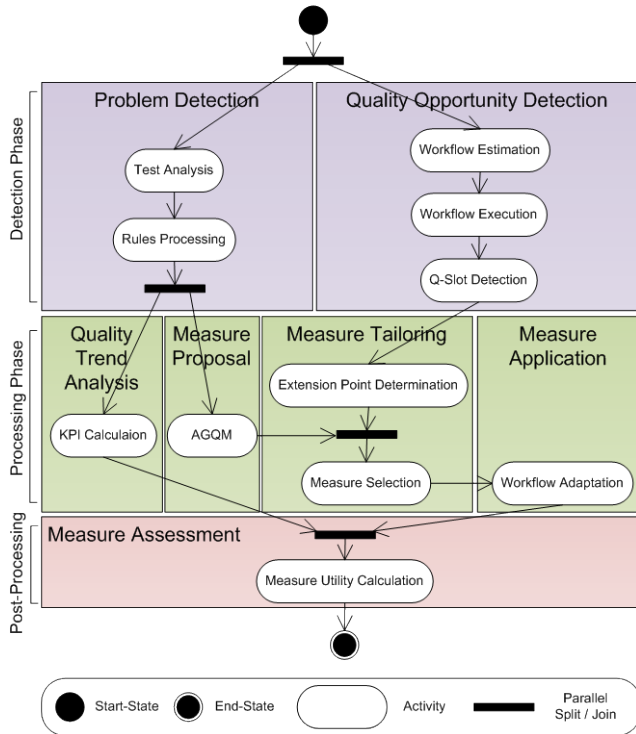 Detection Phase
Problem Detection
Test Analysis
Rules Processing
Quality Opportunity Detection
Workflow Estimation
Workflow Execution
Q-Slot Detection
Processing Phase
Quality
Trend
Analysis
KPI Calculaion
Measure
Proposal
AGQM
Measure Tailoring
Extension Point Determination
Measure Selection
Measure
Application
Workflow Adaptation
Post-Processing
Measure Assessment
Measure Utility Calculation
Start-State
End-State
Activity
Parallel
Split / Join